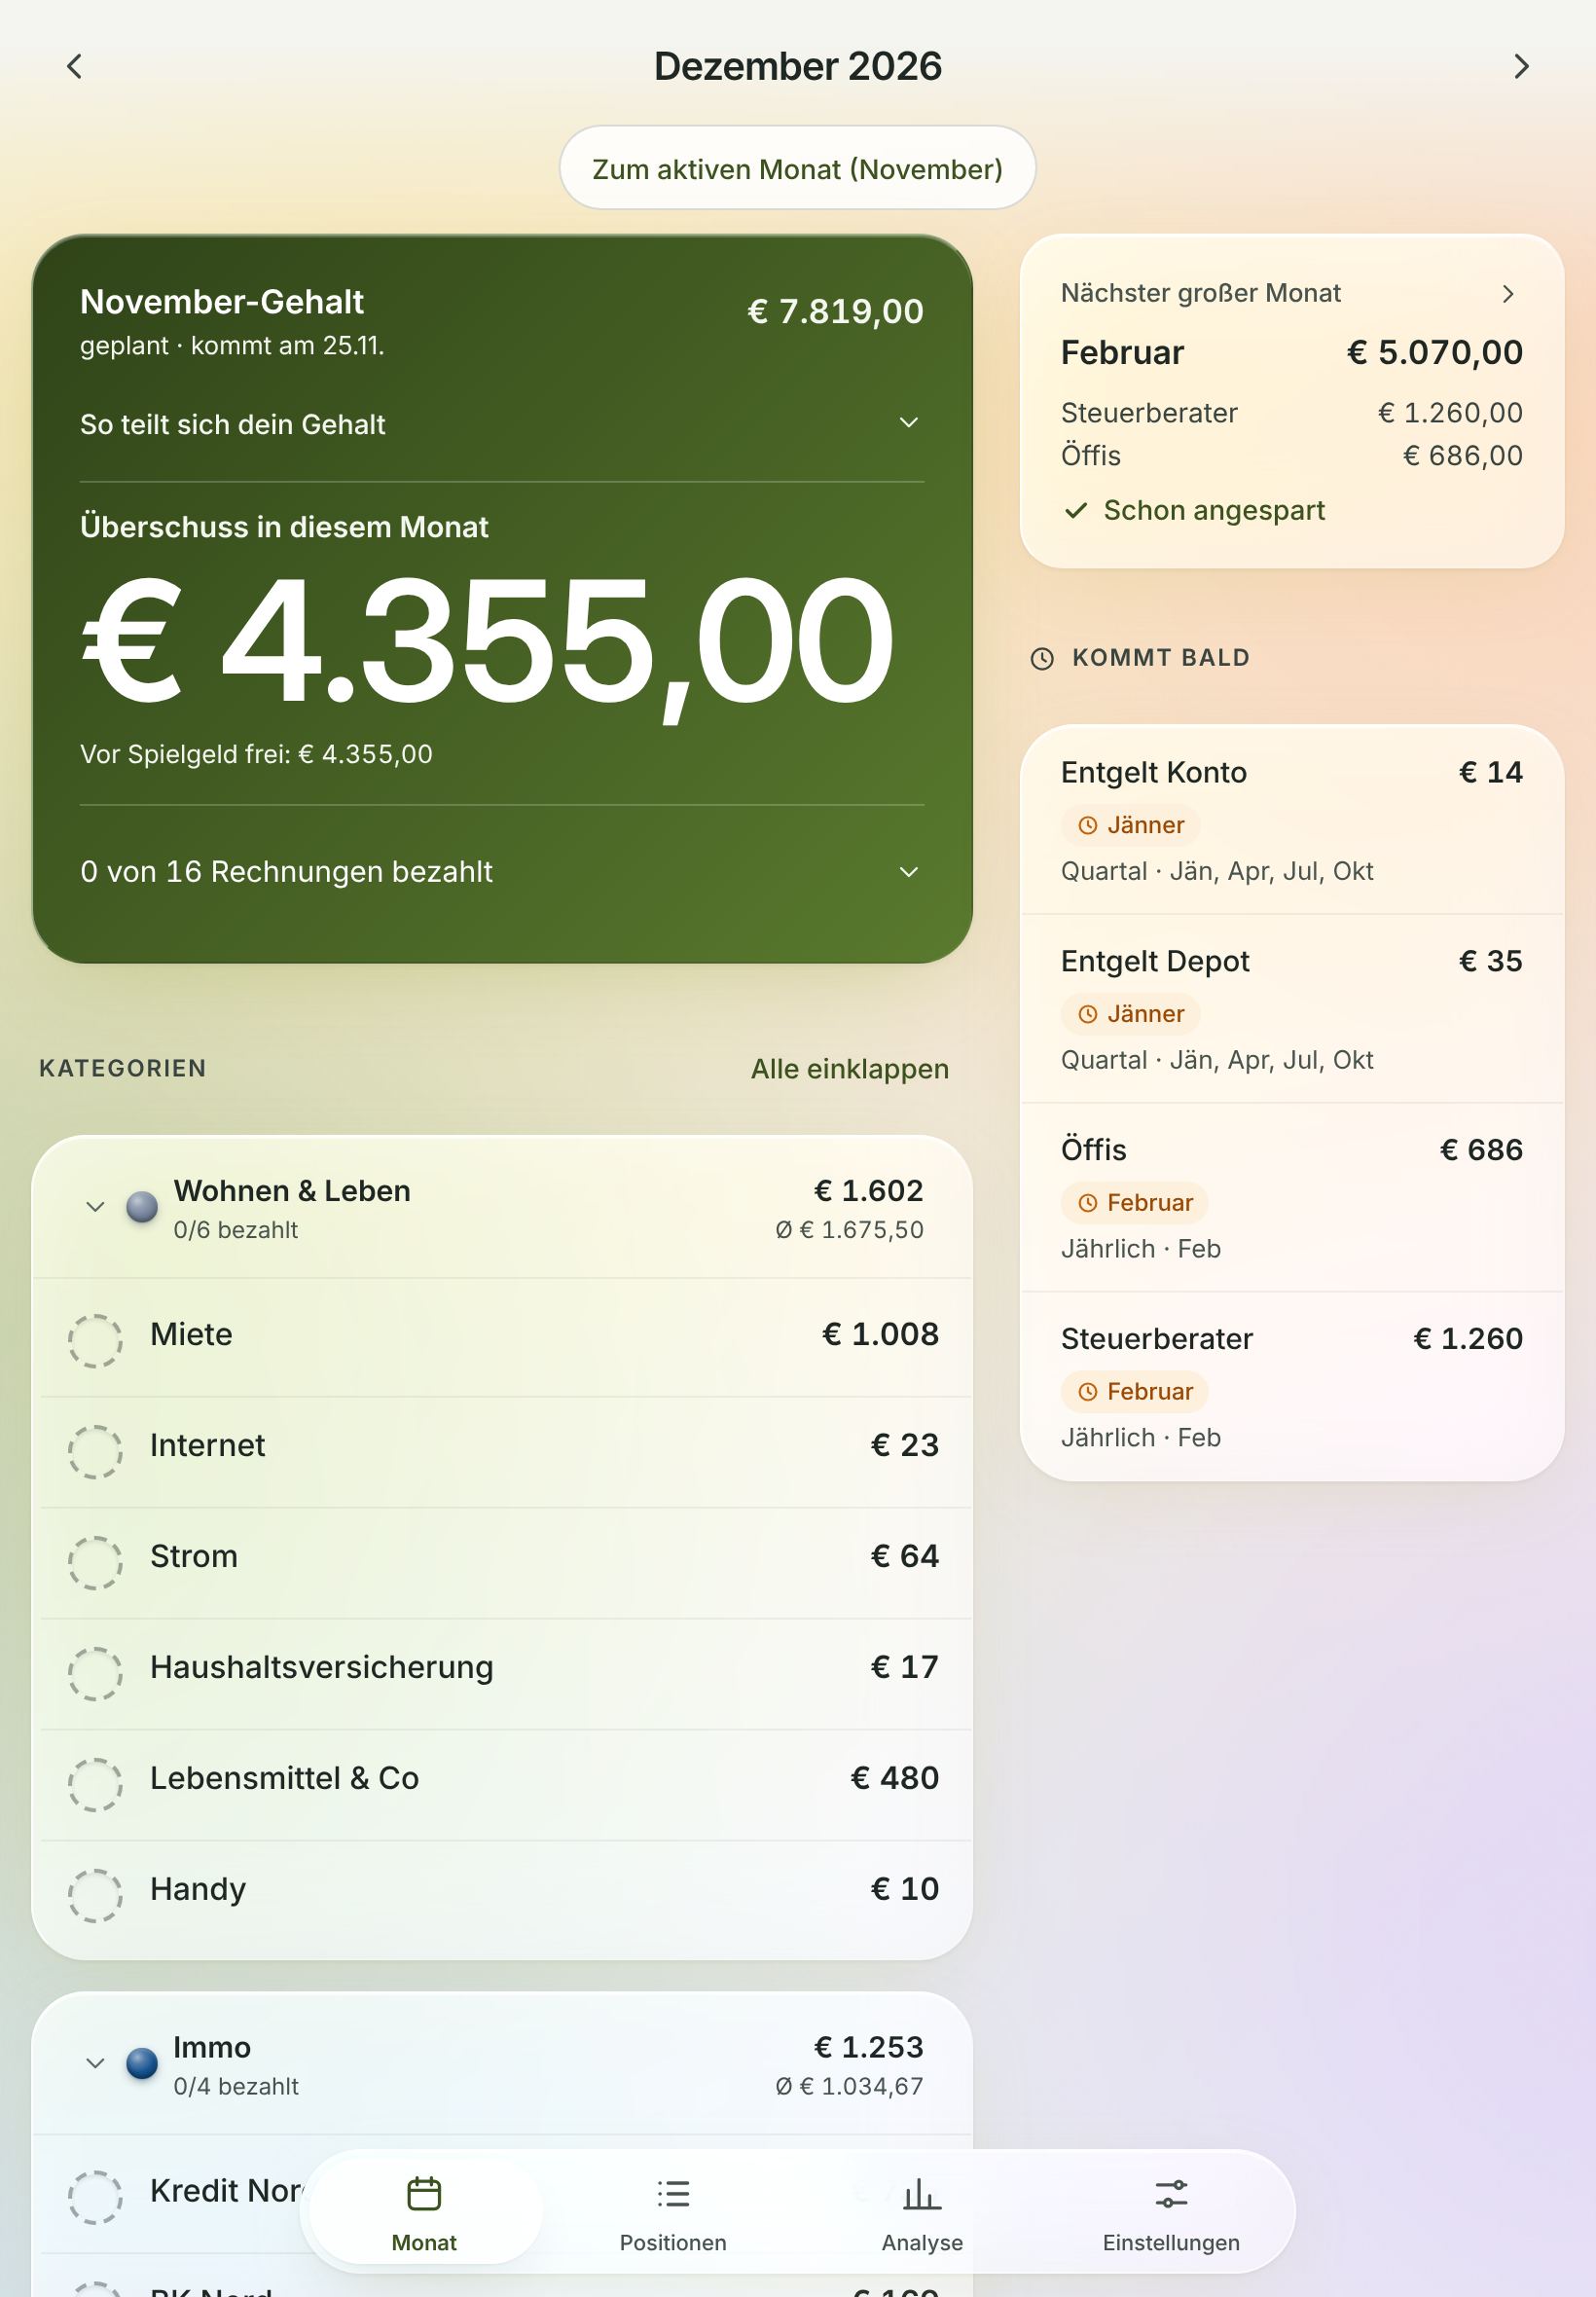 Dezember 2026
Zum aktiven Monat (November)
November-Gehalt € 7.819,00
geplant · kommt am 25.11.
So teilt sich dein Gehalt
Überschuss in diesem Monat
€ 4.355,00
Vor Spielgeld frei: € 4.355,00
0 von 16 Rechnungen bezahlt
KATEGORIEN Alle einklappen
Wohnen & Leben € 1.602
0/6 bezahlt Ø € 1.675,50
Miete € 1.008
Internet € 23
Strom € 64
Haushaltsversicherung € 17
Lebensmittel & Co € 480
Handy € 10
Immo € 1.253
0/4 bezahlt Ø € 1.034,67
Kredit
Nächster großer Monat
Februar € 5.070,00
Steuerberater € 1.260,00
Öffis € 686,00
Schon angespart
KOMMT BALD
Entgelt Konto € 14
Jänner
Quartal · Jän, Apr, Jul, Okt
Entgelt Depot € 35
Jänner
Quartal · Jän, Apr, Jul, Okt
Öffis € 686
Februar
Jährlich · Feb
Steuerberater € 1.260
Februar
Jährlich · Feb
Monat Positionen Analyse Einstellungen